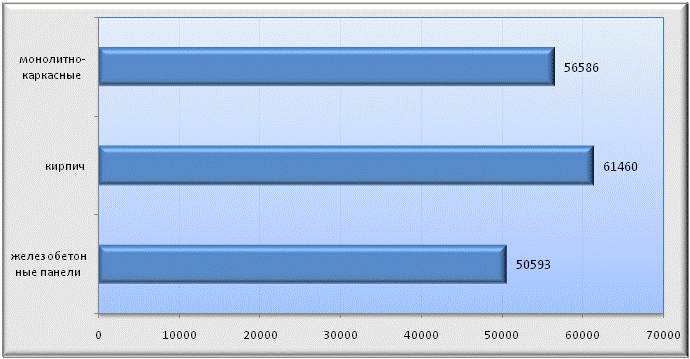 монолитно-
каркасные
56586
кирпич
61460
железобетон
ные панели
50593
0 10000 20000 30000 40000 50000 60000 70000